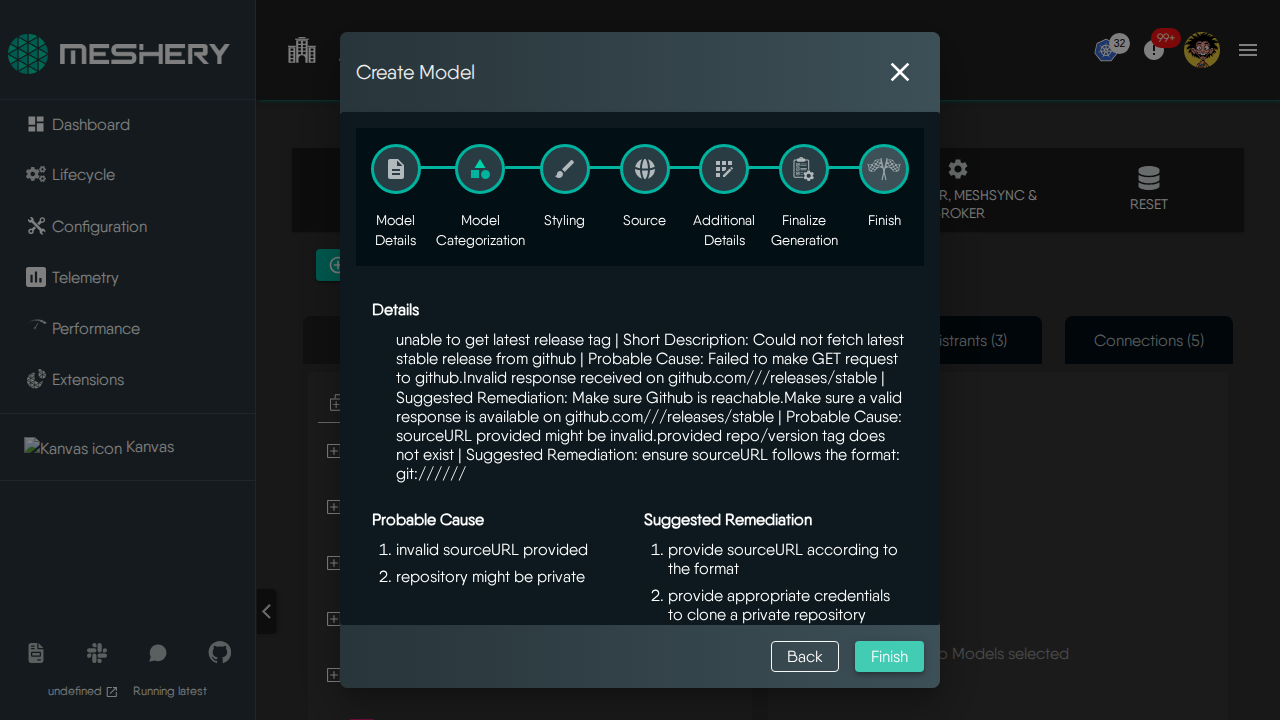 MESHERY
Dashboard
Lifecycle
Configuration
Telemetry
Performance
Extensions
Kanvas icon Kanvas
undefined
Running latest
32
99+
R, MESHSYNC &
ROKER
RESET
Connections (5)
Models selected
Create Model
Model
Details
Model
Categorization
Styling
Source
Additional
Details
Finalize
Generation
Finish
Details
unable to get latest release tag | Short Description: Could not fetch latest
stable release from github | Probable Cause: Failed to make GET request
to github.Invalid response received on github.com///releases/stable |
Suggested Remediation: Make sure Github is reachable.Make sure a valid
response is available on github.com///releases/stable | Probable Cause:
sourceURL provided might be invalid.provided repo/version tag does
not exist | Suggested Remediation: ensure sourceURL follows the format:
git://////
Probable Cause
1. invalid sourceURL provided
2. repository might be private
Suggested Remediation
1. provide sourceURL according to
the format
2. provide appropriate credentials
to clone a private repository
Back
Finish